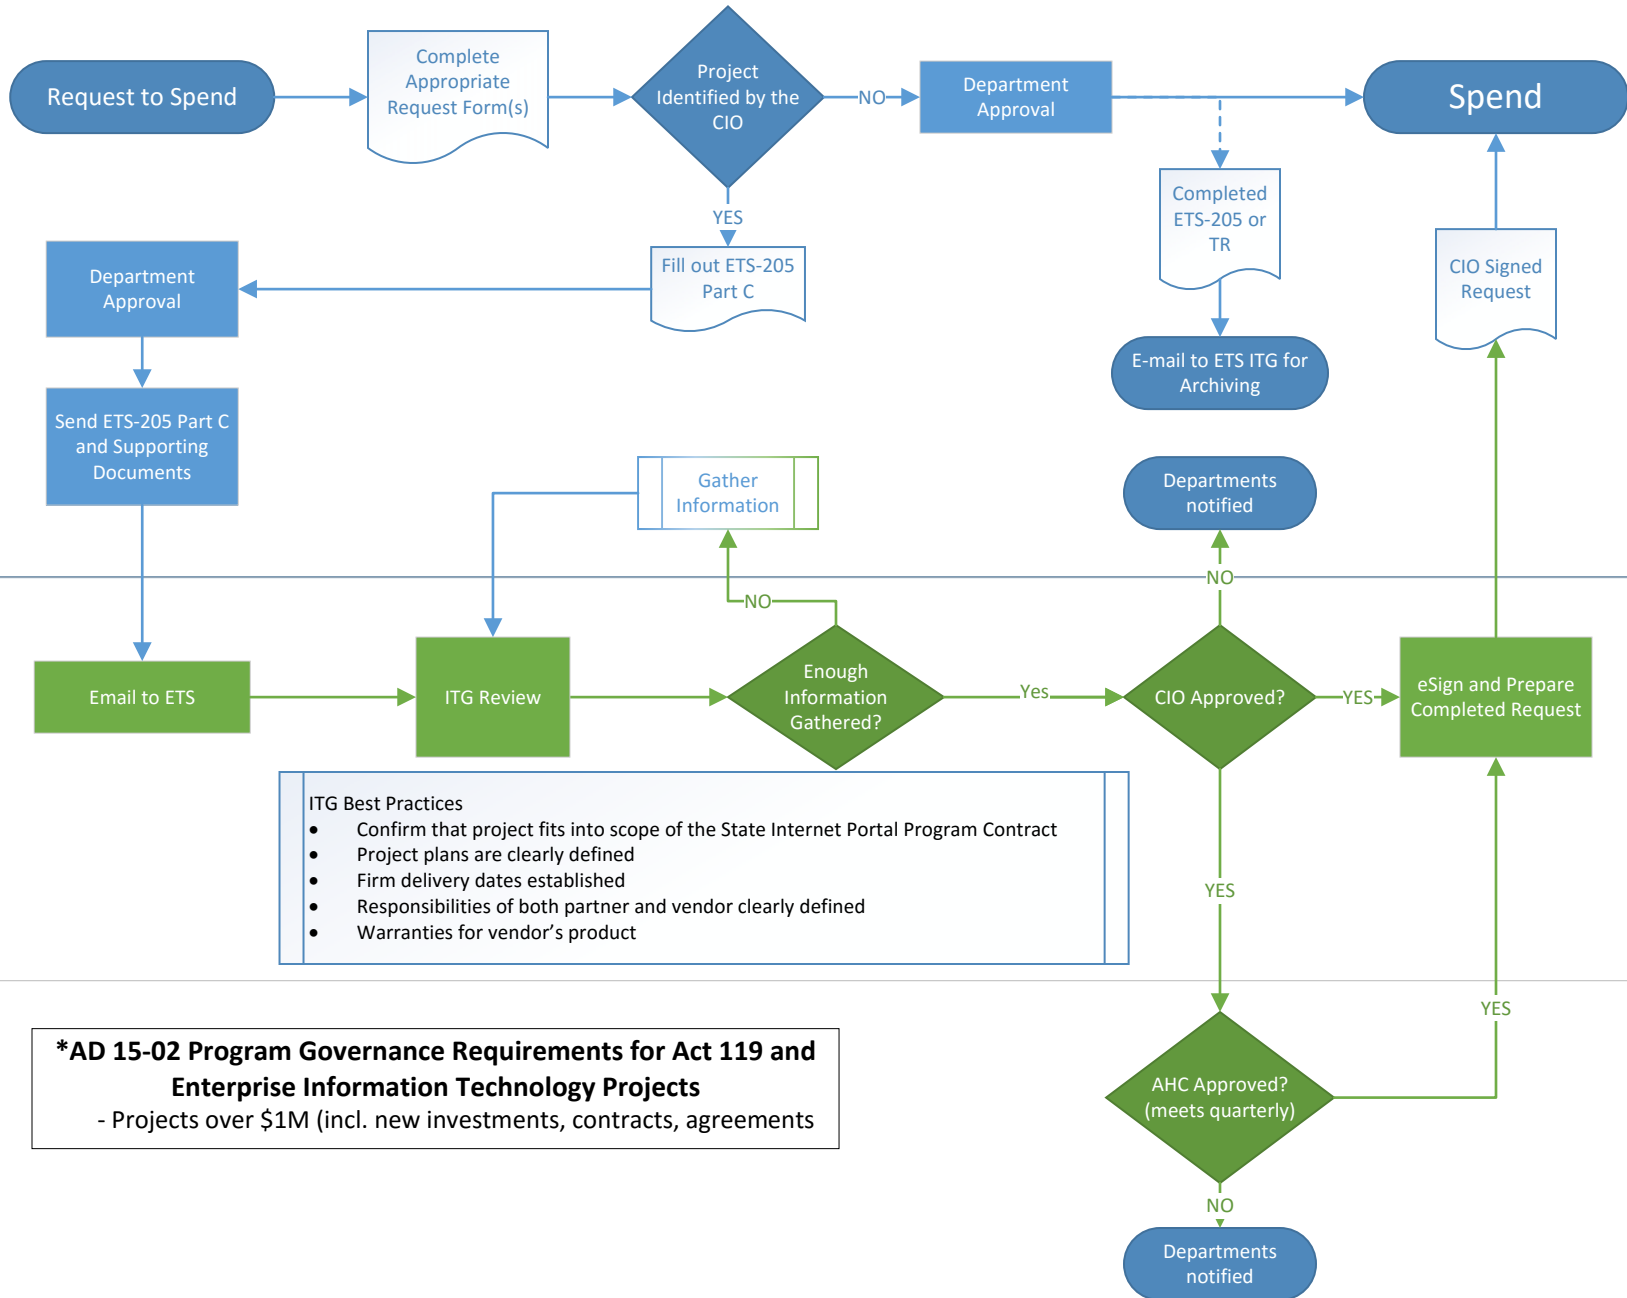 Request to Spend
Complete
Appropriate
Request Form(s)
Project
Identified by the
CIO
NO
Department
Approval
Spend
YES
Completed
ETS-205 or
TR
Fill out ETS-205
Part C
Department
Approval
CIO Signed
Request
E-mail to ETS ITG for
Archiving
Send ETS-205 Part C
and Supporting
Documents
Gather
Information
Departments
notified
NO
NO
Email to ETS
ITG Review
Enough
Information
Gathered?
Yes
CIO Approved?
YES
eSign and Prepare
Completed Request
ITG Best Practices
• Confirm that project fits into scope of the State Internet Portal Program Contract
• Project plans are clearly defined
• Firm delivery dates established
• Responsibilities of both partner and vendor clearly defined
• Warranties for vendor's product
YES
YES
*AD 15-02 Program Governance Requirements for Act 119 and
Enterprise Information Technology Projects
- Projects over $1M (incl. new investments, contracts, agreements
AHC Approved?
(meets quarterly)
NO
Departments
notified